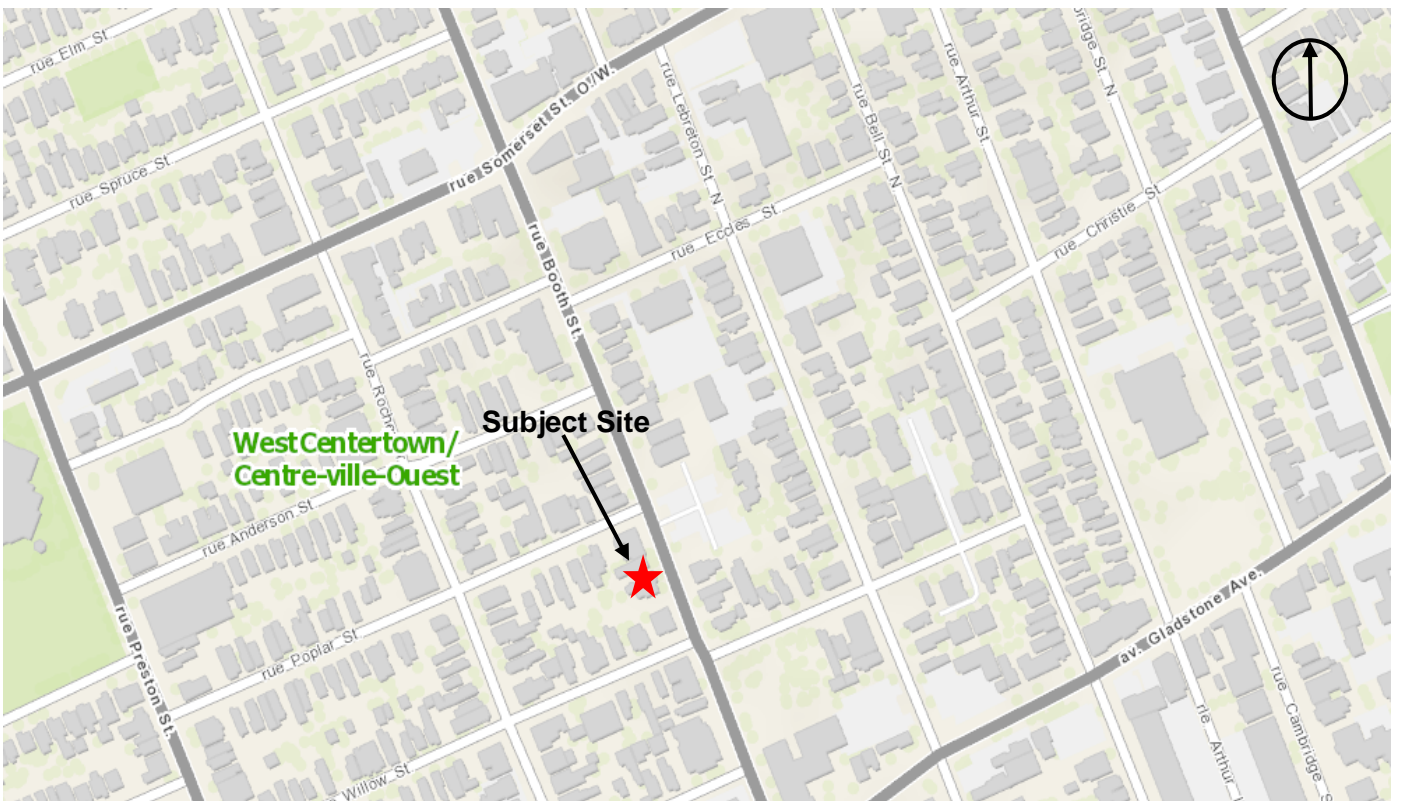 rue Elm St
rue Spruce St
rue Somerset St. O./W.
rue Lebreton St. N
rue Bell St. N
rue Arthur St.
bridge St. N
rue Christie St
rue Eccles St
rue Booth St.
rue Roche
Subject Site
West Centertown/
Centre-ville-Ouest
rue Anderson St
rue Poplar St
rue Preston St.
Willow St
av. Gladstone Ave.
rue Cambridge S
Arthur